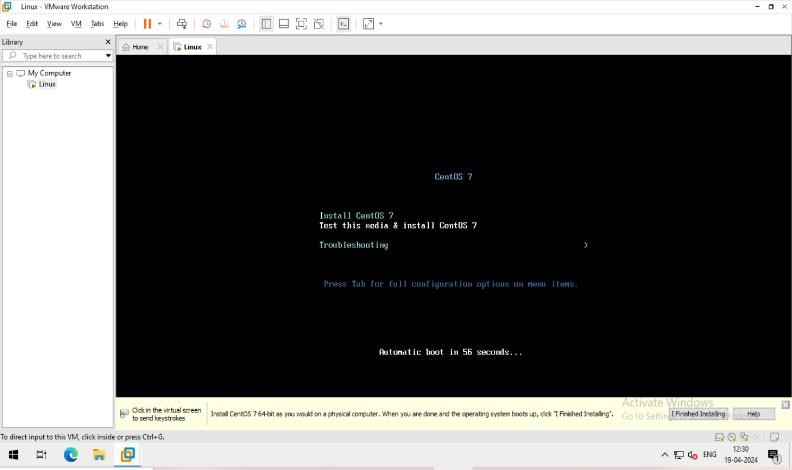 Linux - VMware Workstation
File Edit View VM Tabs Help
Library
Type here to search
My Computer
Linux
Home
Linux
CentOS 7
Install CentOS 7
Test this media & install CentOS 7
Troubleshooting
Press Tab for full configuration options on menu items.
Automatic boot in 56 seconds...
Click in the virtual screen
to send keystrokes
Install CentOS 7 64-bit as you would on a physical computer. When you are done and the operating system boots up, click "I Finished Installing".
Activate Windows
Go to Settin
I Finished Installing
Help
To direct input to this VM, click inside or press Ctrl+G.
ENG
12:30
19-04-2024